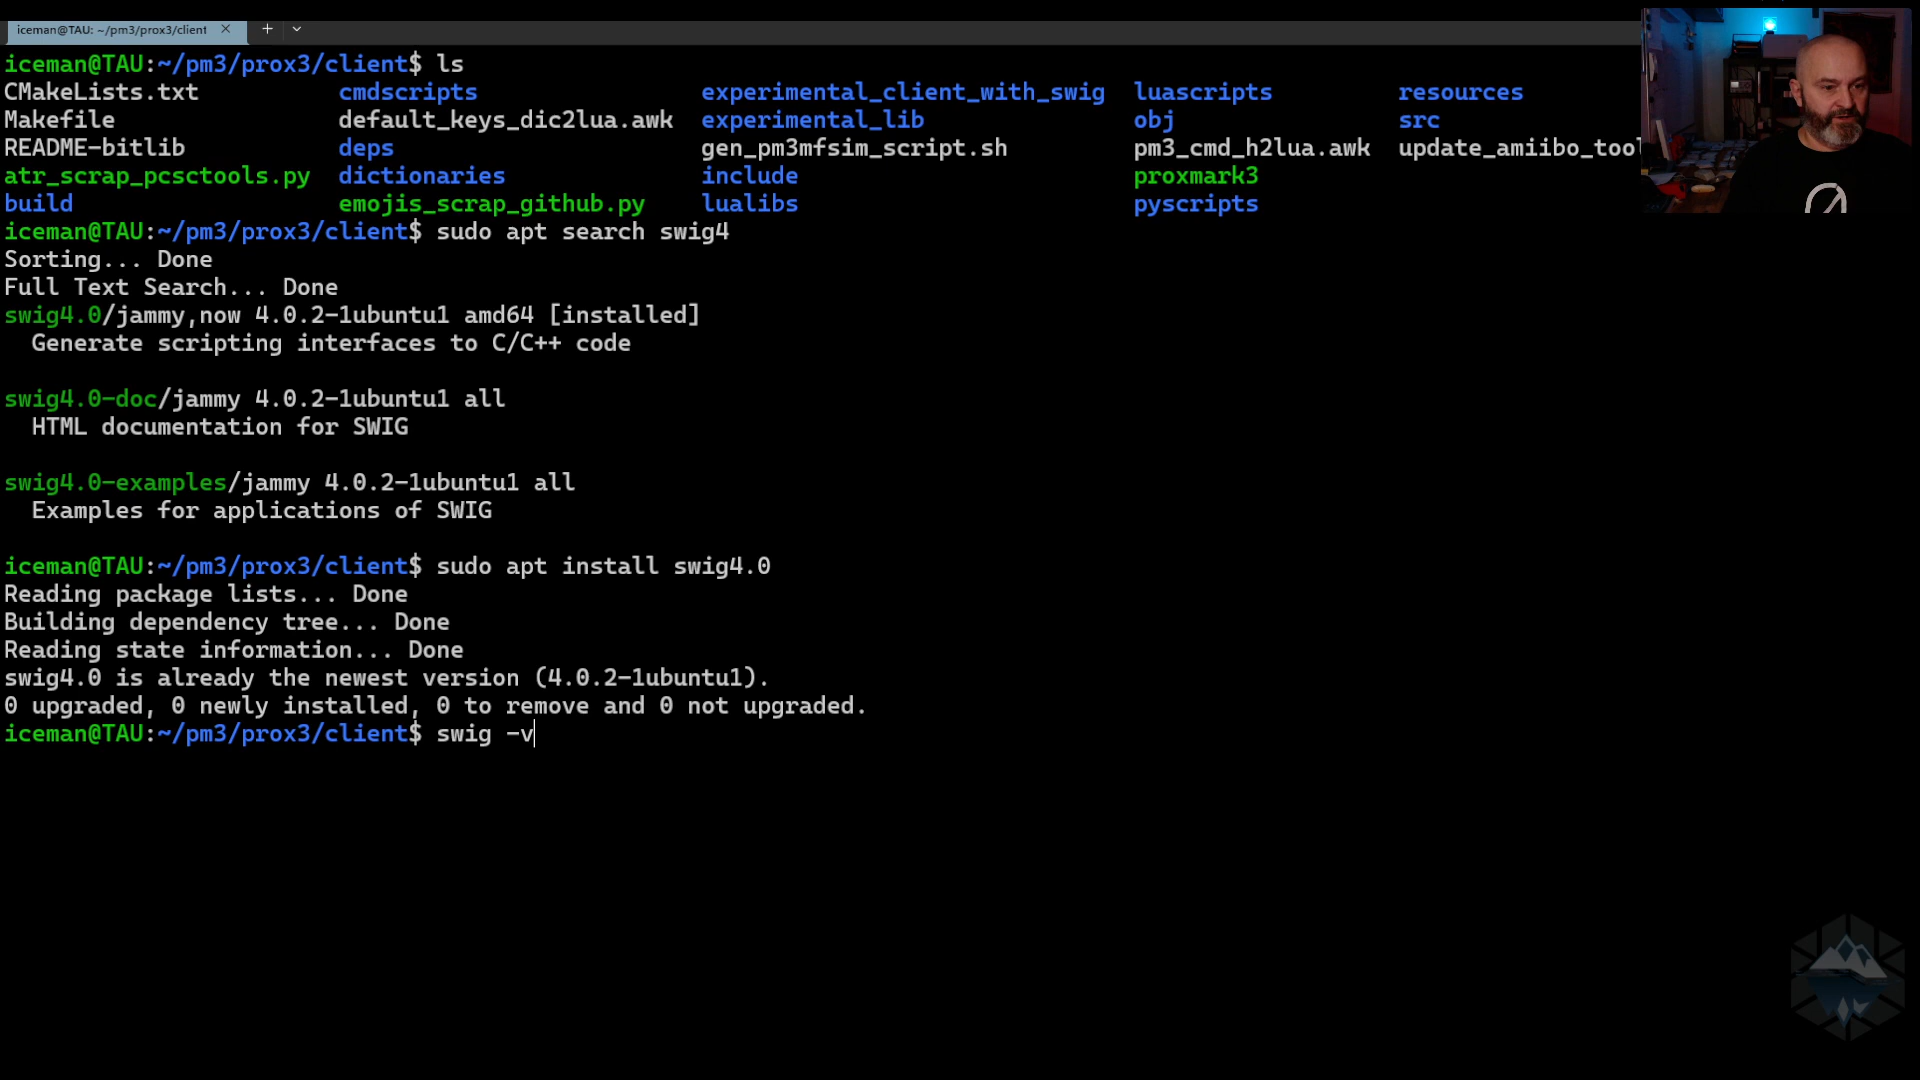 iceman@TAU: ~/pm3/prox3/client
iceman@TAU:~/pm3/prox3/client$ ls
CMakeLists.txt cmdscripts experimental_client_with_swig luascripts resources
Makefile default_keys_dic2lua.awk experimental_lib obj src
README-bitlib deps gen_pm3mfsim_script.sh pm3_cmd_h2lua.awk update_amiibo_tool
atr_scrap_pcsctools.py dictionaries include proxmark3
build emojis_scrap_github.py lualibs pyscripts
iceman@TAU:~/pm3/prox3/client$ sudo apt search swig4
Sorting... Done
Full Text Search... Done
swig4.0/jammy,now 4.0.2-1ubuntu1 amd64 [installed]
Generate scripting interfaces to C/C++ code
swig4.0-doc/jammy 4.0.2-1ubuntu1 all
HTML documentation for SWIG
swig4.0-examples/jammy 4.0.2-1ubuntu1 all
Examples for applications of SWIG
iceman@TAU:~/pm3/prox3/client$ sudo apt install swig4.0
Reading package lists... Done
Building dependency tree... Done
Reading state information... Done
swig4.0 is already the newest version (4.0.2-1ubuntu1).
0 upgraded, 0 newly installed, 0 to remove and 0 not upgraded.
iceman@TAU:~/pm3/prox3/client$ swig -v